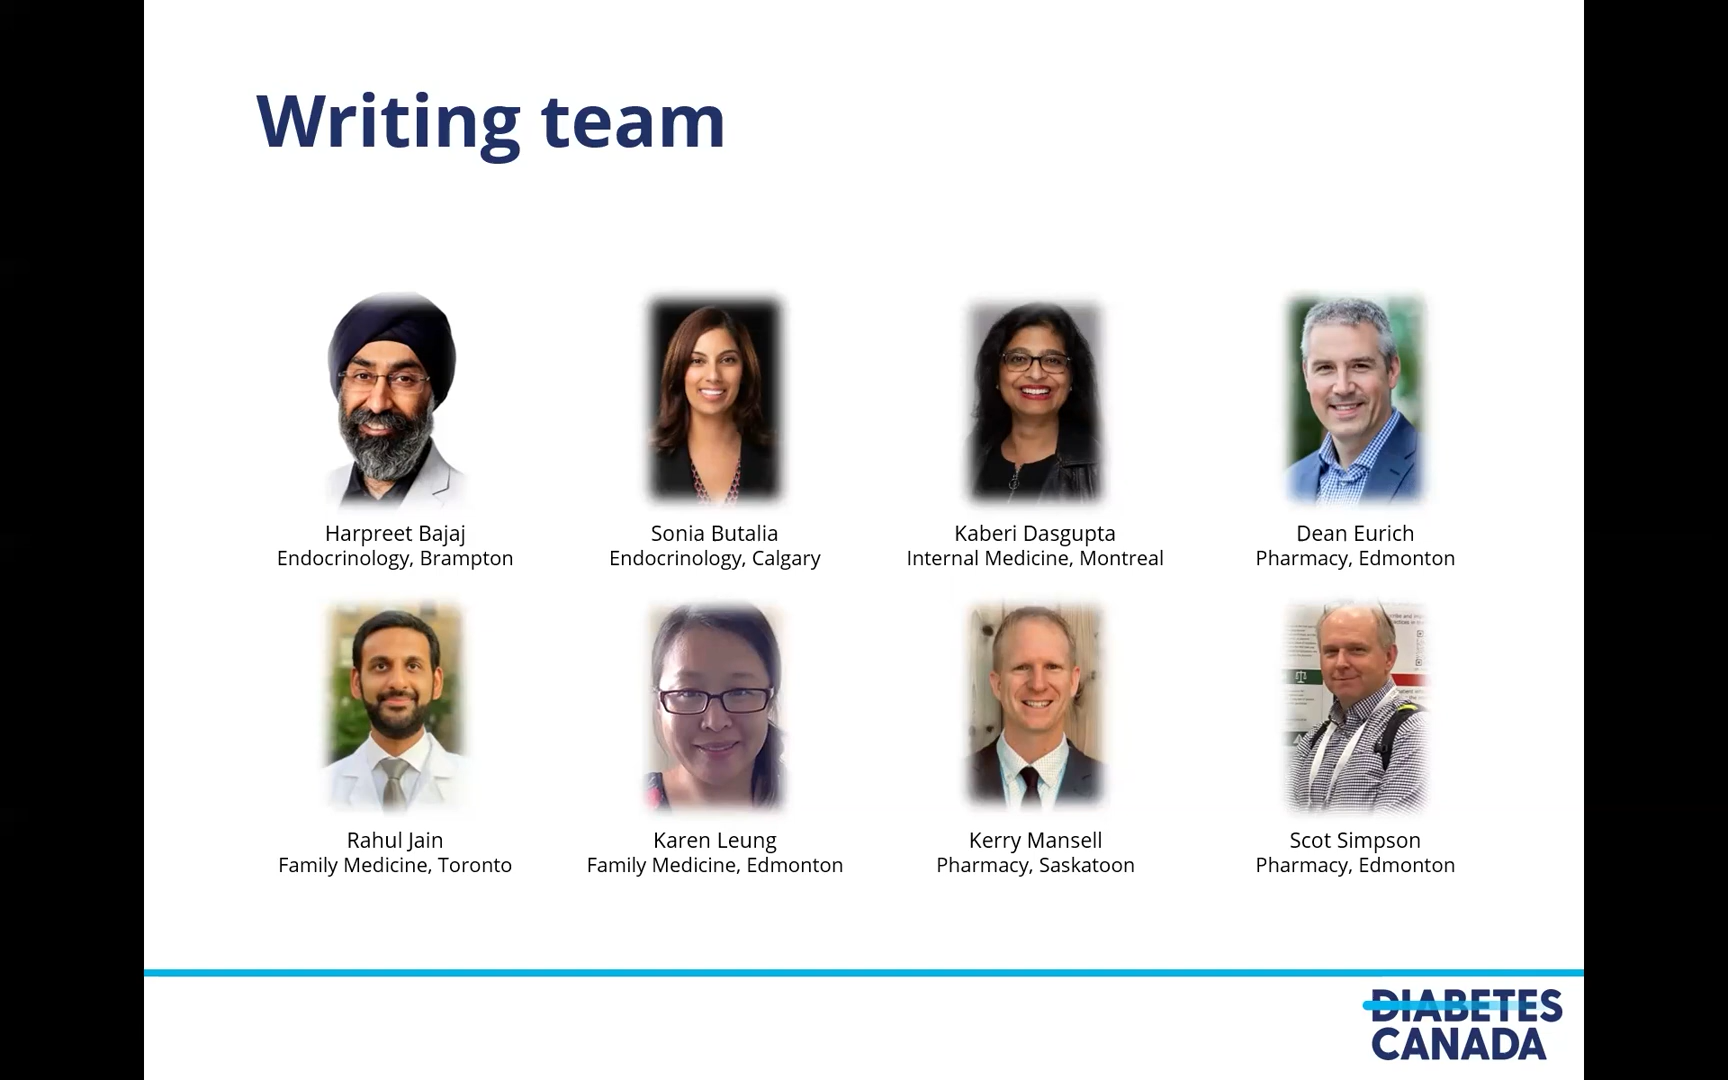 Writing team
Harpreet Bajaj
Endocrinology, Brampton
Sonia Butalia
Endocrinology, Calgary
Kaberi Dasgupta
Internal Medicine, Montreal
Dean Eurich
Pharmacy, Edmonton
Rahul Jain
Family Medicine, Toronto
Karen Leung
Family Medicine, Edmonton
Kerry Mansell
Pharmacy, Saskatoon
Scot Simpson
Pharmacy, Edmonton
DIABETES
CANADA